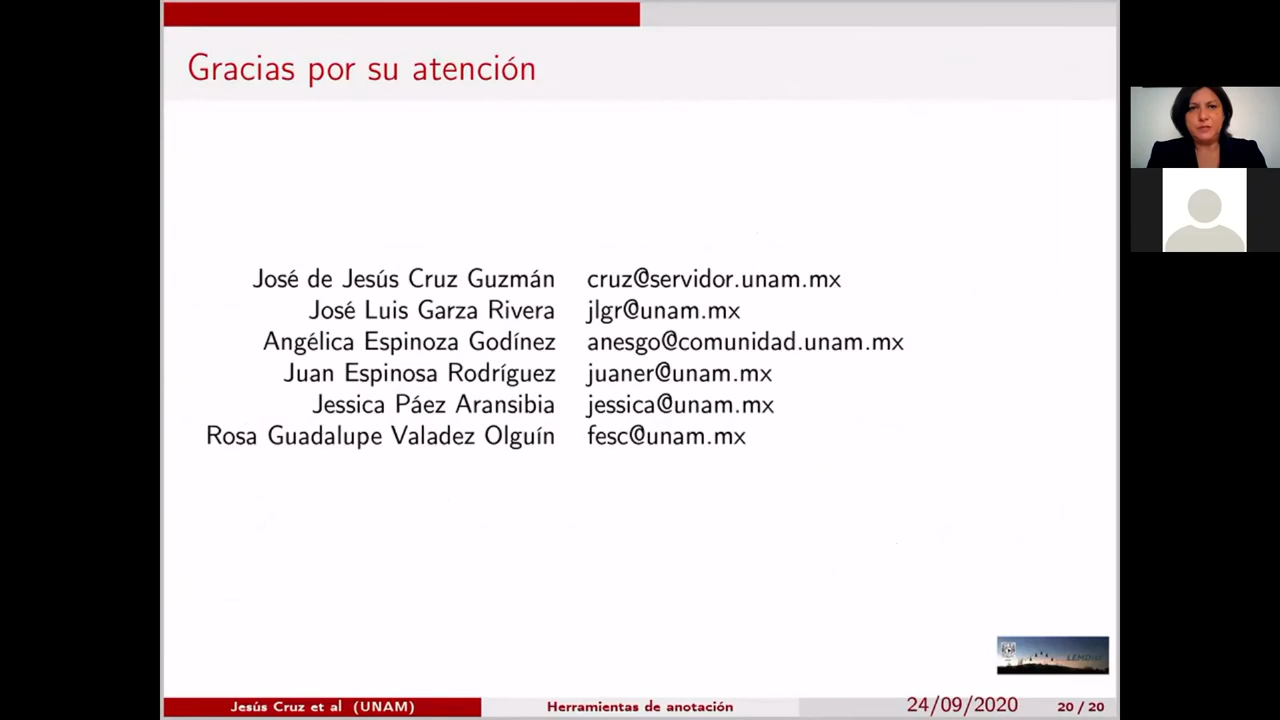 Gracias por su atención
José de Jesús Cruz Guzmán cruz@servidor.unam.mx
José Luis Garza Rivera jlgr@unam.mx
Angélica Espinoza Godínez anesgo@comunidad.unam.mx
Juan Espinosa Rodríguez juaner@unam.mx
Jessica Páez Aransibia jessica@unam.mx
Rosa Guadalupe Valadez Olguín fesc@unam.mx
Jesús Cruz et al (UNAM) Herramientas de anotación 24/09/2020 20 / 20